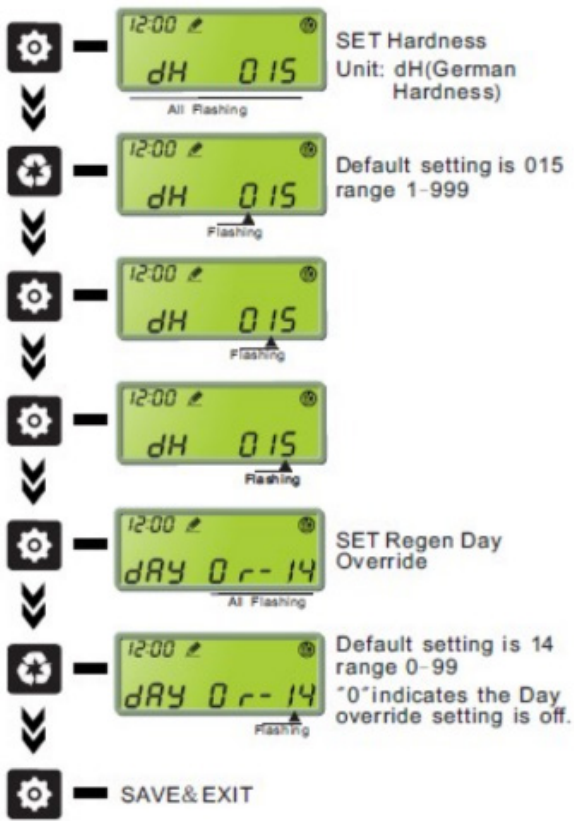 12:00
SET Hardness
dH 015
Unit: dH(German
Hardness)
All Flashing
12:00
Default setting is 015
dH 015
range 1-999
Flashing
12:00
dH 015
Flashing
12:00
dH 015
Flashing
12:00
SET Regen Day
Override
dAY Or-14
All Flashing
12:00
Default setting is 14
range 0-99
dAY Or-14
"0"indicates the Day
override setting is off.
Flashing
SAVE&EXIT